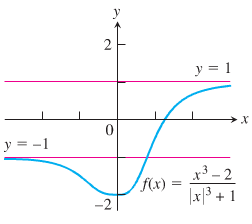 y
2
y = 1
x
0
y = −1
f(x) = x³ − 2 / |x|³ + 1
−2